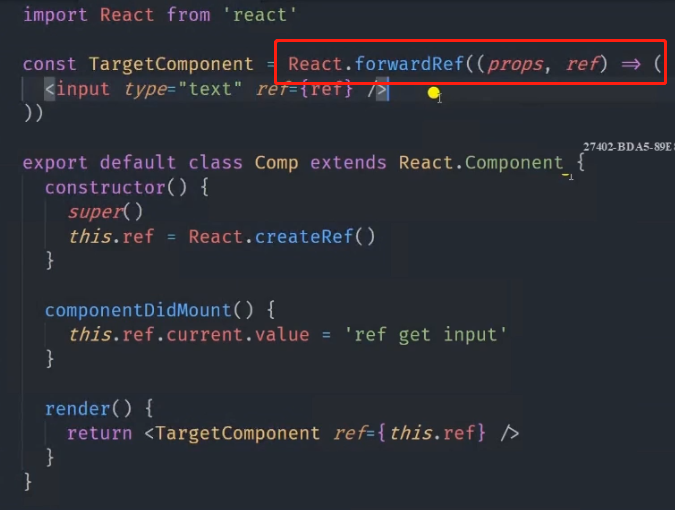 import React from 'react'
const TargetComponent = React.forwardRef((props, ref) => (
  <input type="text" ref={ref} />
))
27402-BDA5-89E
export default class Comp extends React.Component {
  constructor() {
    super()
    this.ref = React.createRef()
  }
  componentDidMount() {
    this.ref.current.value = 'ref get input'
  }
  render() {
    return <TargetComponent ref={this.ref} />
  }
}